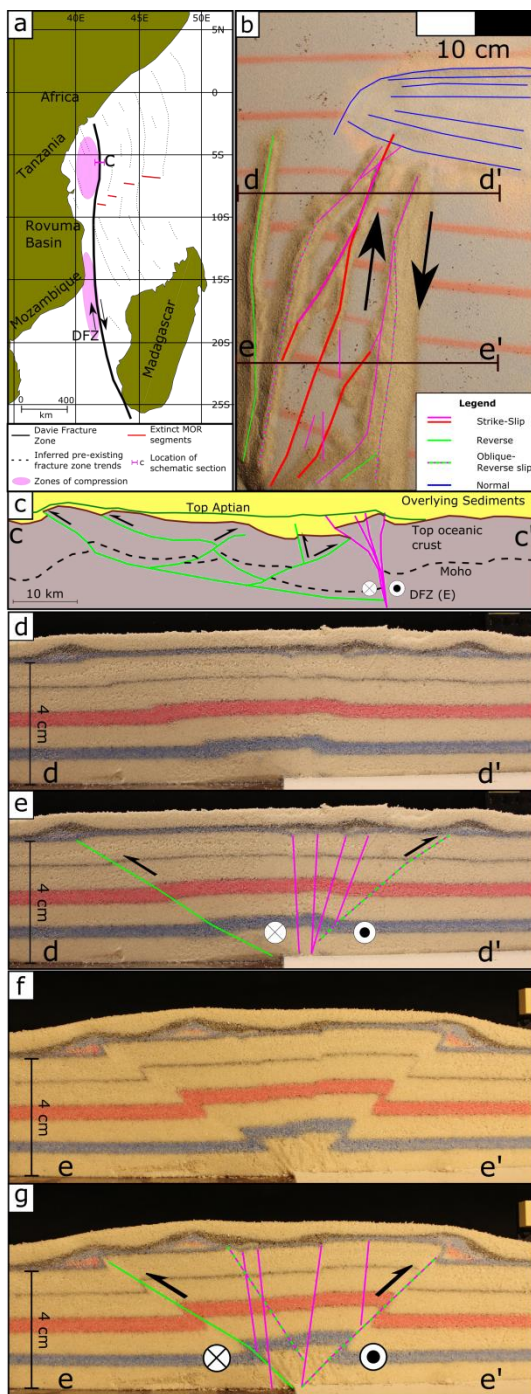 a
40E
45E
50E
5N
Africa
0
Tanzania
C
5S
10S
Rovuma
Basin
Mozambique
15S
DFZ
Madagascar
20S
25S
0
400
km
Davie Fracture
Zone
Extinct MOR
segments
Inferred pre-existing
fracture zone trends
C
Location of
schematic section
Zones of compression
b
10 cm
d
d'
e
e'
Legend
Strike-Slip
Reverse
Oblique-
Reverse slip
Normal
c
Top Aptian
Overlying Sediments
C
Top oceanic
crust
C'
Moho
10 km
DFZ (E)
d
4 cm
d
d'
e
4 cm
d
d'
f
4 cm
e
e'
g
4 cm
e
e'